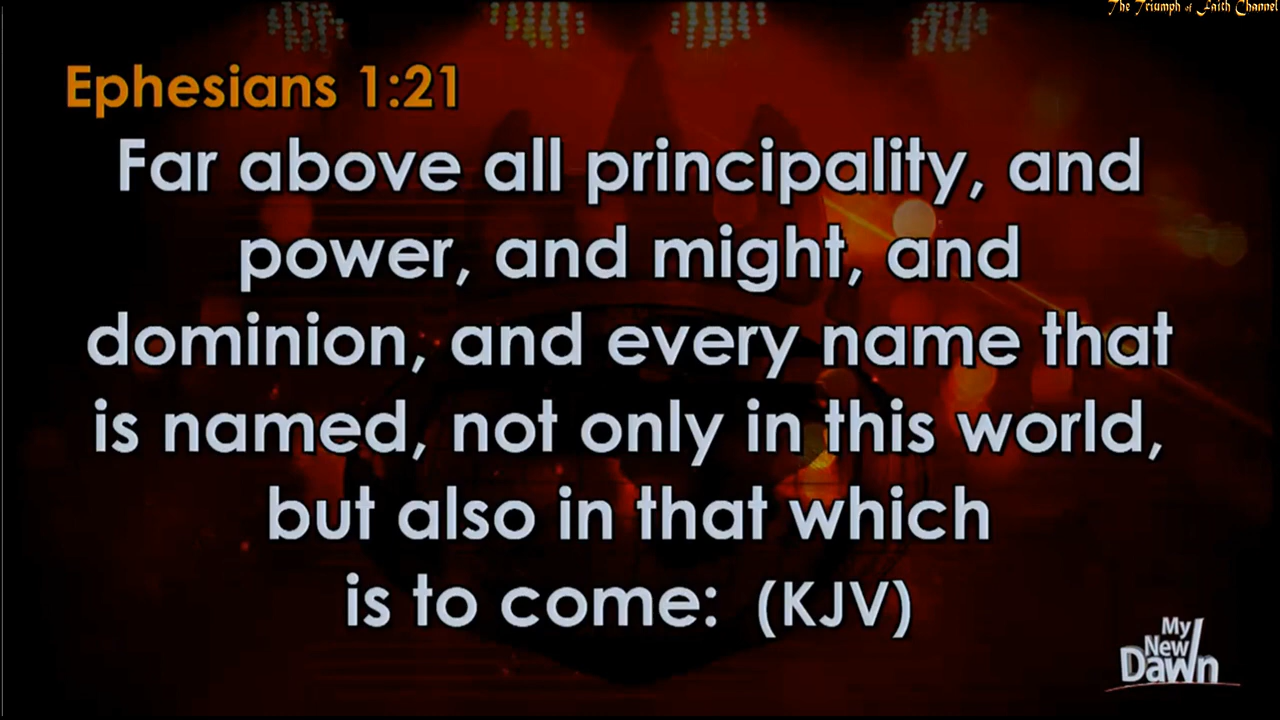 The Triumph of Faith Channel
Ephesians 1:21
Far above all principality, and
power, and might, and
dominion, and every name that
is named, not only in this world,
but also in that which
is to come: (KJV)
My
New
Dawn